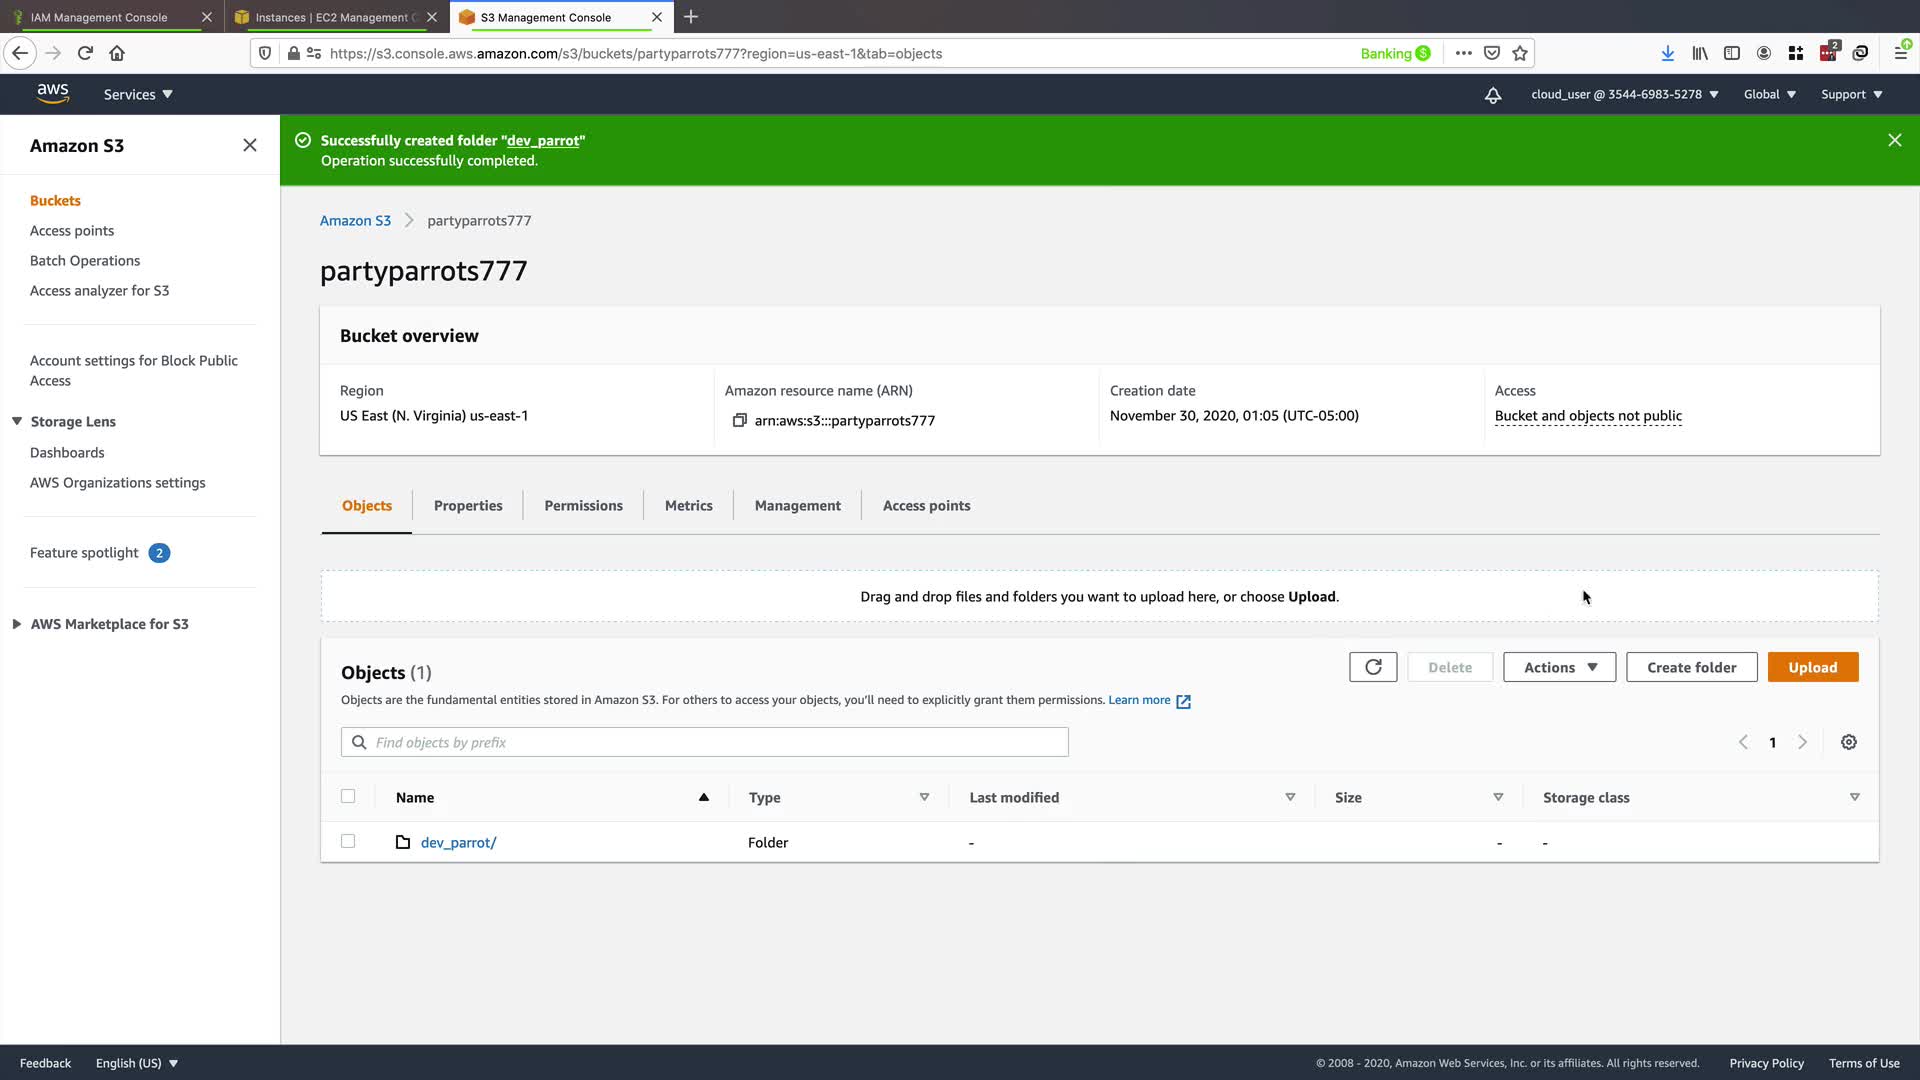 IAM Management Console
Instances | EC2 Management C
S3 Management Console
https://s3.console.aws.amazon.com/s3/buckets/partyparrots777?region=us-east-1&tab=objects
Banking
2
aws
Services
cloud_user @ 3544-6983-5278
Global
Support
Amazon S3
Buckets
Access points
Batch Operations
Access analyzer for S3
Account settings for Block Public
Access
Storage Lens
Dashboards
AWS Organizations settings
Feature spotlight 2
AWS Marketplace for S3
Successfully created folder "dev_parrot"
Operation successfully completed.
Amazon S3
partyparrots777
partyparrots777
Bucket overview
Region
US East (N. Virginia) us-east-1
Amazon resource name (ARN)
arn:aws:s3:::partyparrots777
Creation date
November 30, 2020, 01:05 (UTC-05:00)
Access
Bucket and objects not public
Objects
Properties
Permissions
Metrics
Management
Access points
Drag and drop files and folders you want to upload here, or choose Upload.
Objects (1)
Delete
Actions
Create folder
Upload
Objects are the fundamental entities stored in Amazon S3. For others to access your objects, you'll need to explicitly grant them permissions. Learn more
Find objects by prefix
1
Name
Type
Last modified
Size
Storage class
dev_parrot/
Folder
-
-
-
Feedback
English (US)
© 2008 - 2020, Amazon Web Services, Inc. or its affiliates. All rights reserved.
Privacy Policy
Terms of Use